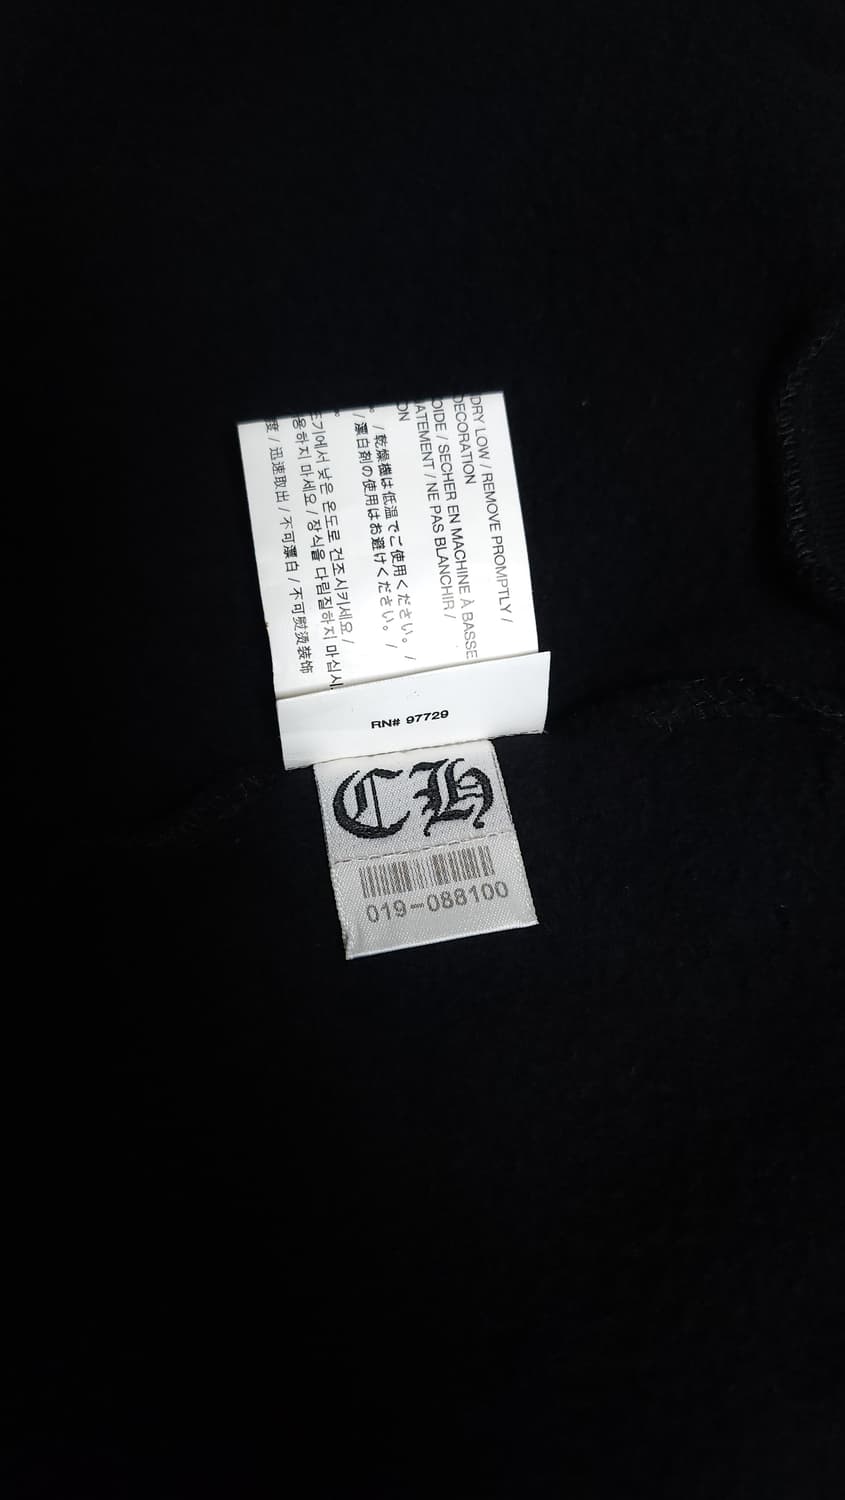 DRY LOW / REMOVE PROMPTLY /
DECORATION
OIDE / SECHER EN MACHINE À BASSE
ATEMENT / NE PAS BLANCHIR /
ON
。 / 乾燥機は低温でご使用ください。 /
/ 漂白剤の使用はお避けください。 /
조기에서 낮은 온도로 건조시키세요 /
용하지 마세요 / 장식을 다림질하지 마십시
度 / 迅速取出 / 不可漂白 / 不可熨烫装饰
RN# 97729
CH
019-088100